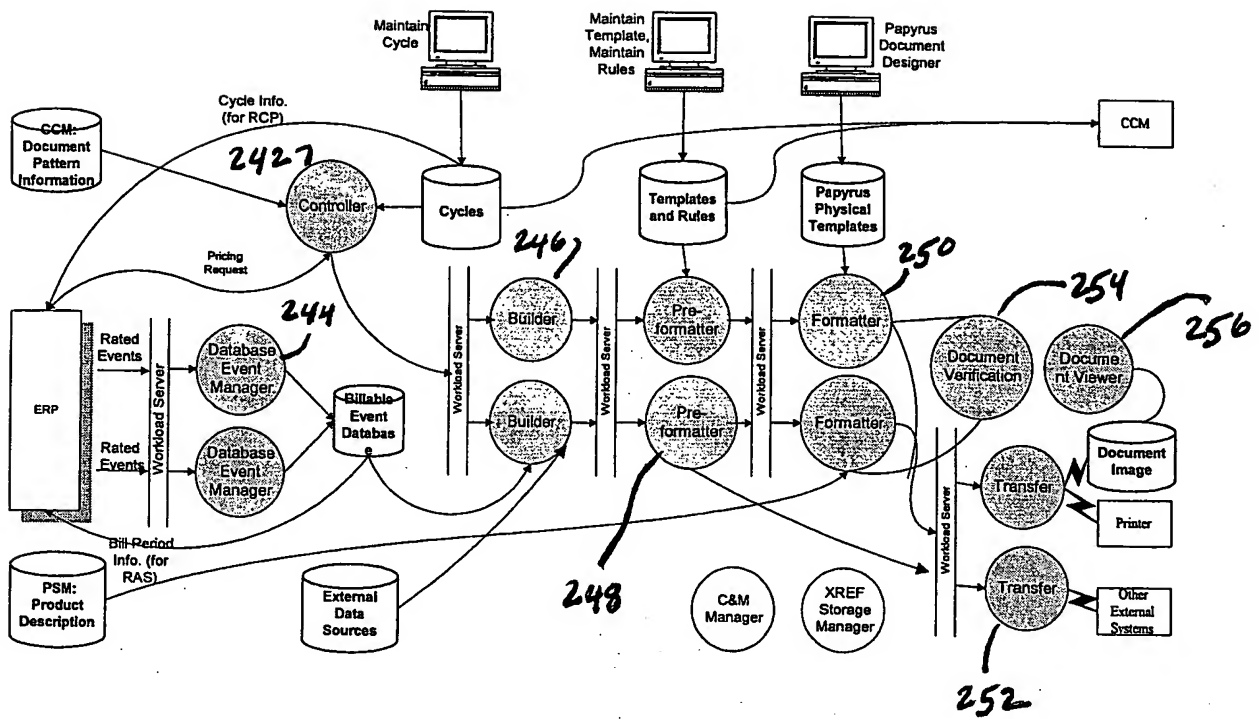 Maintain
Cycle
Maintain
Template,
Maintain
Rules
Papyrus
Document
Designer
Cycle Info.
(for RCP)
CCM:
Document
Pattern
Information
2427
Controller
Cycles
Templates
and Rules
Papyrus
Physical
Templates
CCM
Pricing
Request
246
250
254
256
244
ERP
Rated
Events
Rated
Events
Workload Server
Database
Event
Manager
Database
Event
Manager
Billable
Event
Databas
e
Workload Server
Builder
Builder
Workload Server
Pre-
formatter
Pre-
formatter
Workload Server
Formatter
Formatter
Document
Verification
Docume
nt Viewer
Document
Image
Workload Server
Transfer
Transfer
Printer
Other
External
Systems
Bill Period
Info. (for
RAS)
PSM:
Product
Description
External
Data
Sources
248
C&M
Manager
XREF
Storage
Manager
252